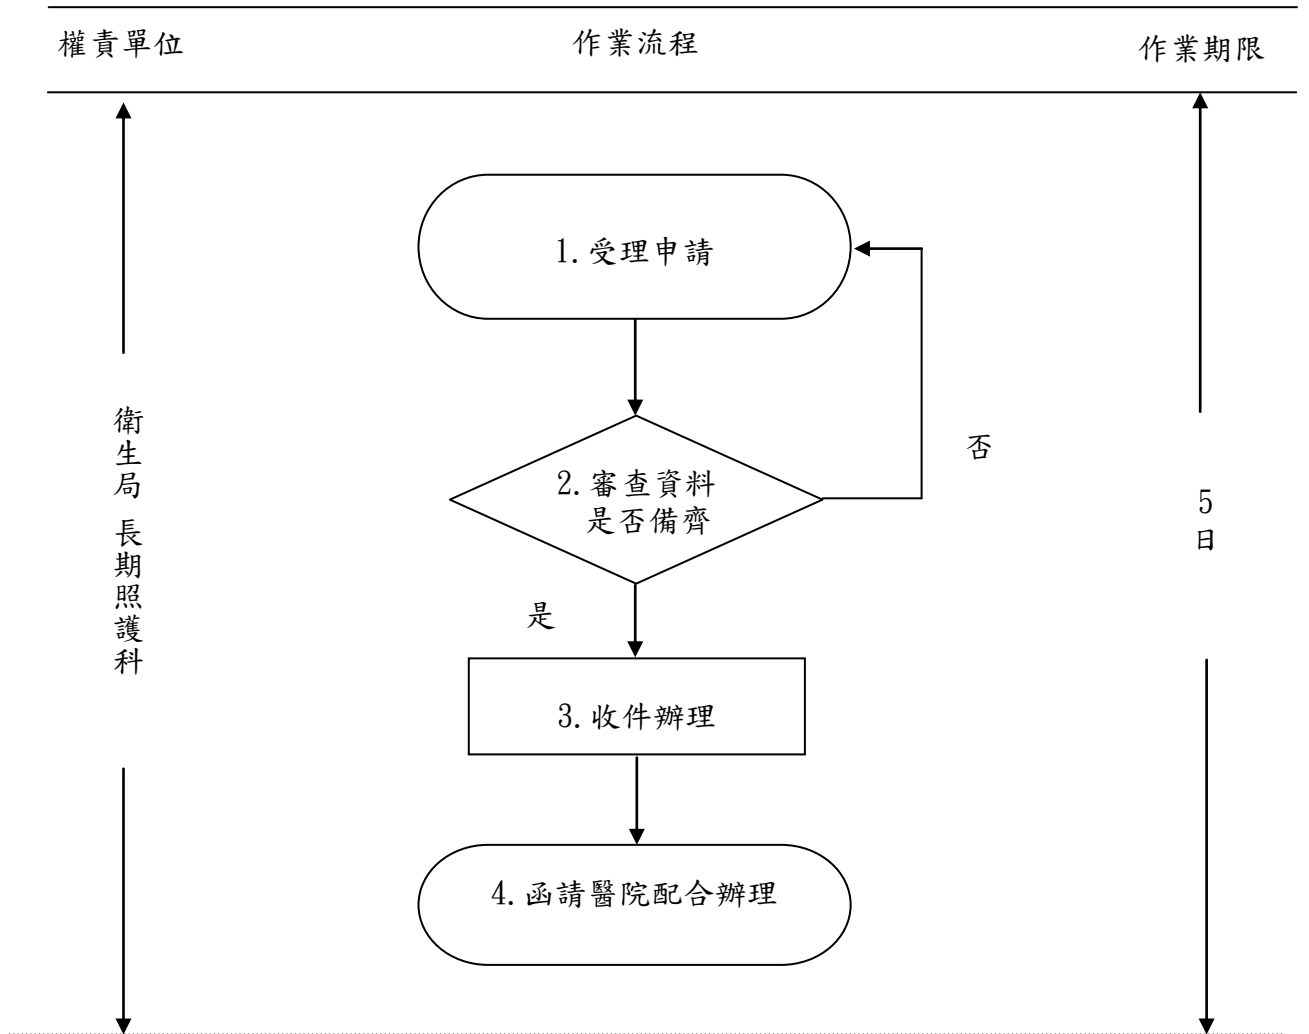 權責單位
作業流程
作業期限
1.受理申請
衛生局 長期照護科
2.審查資料
是否備齊
否
5日
是
3.收件辦理
4.函請醫院配合辦理